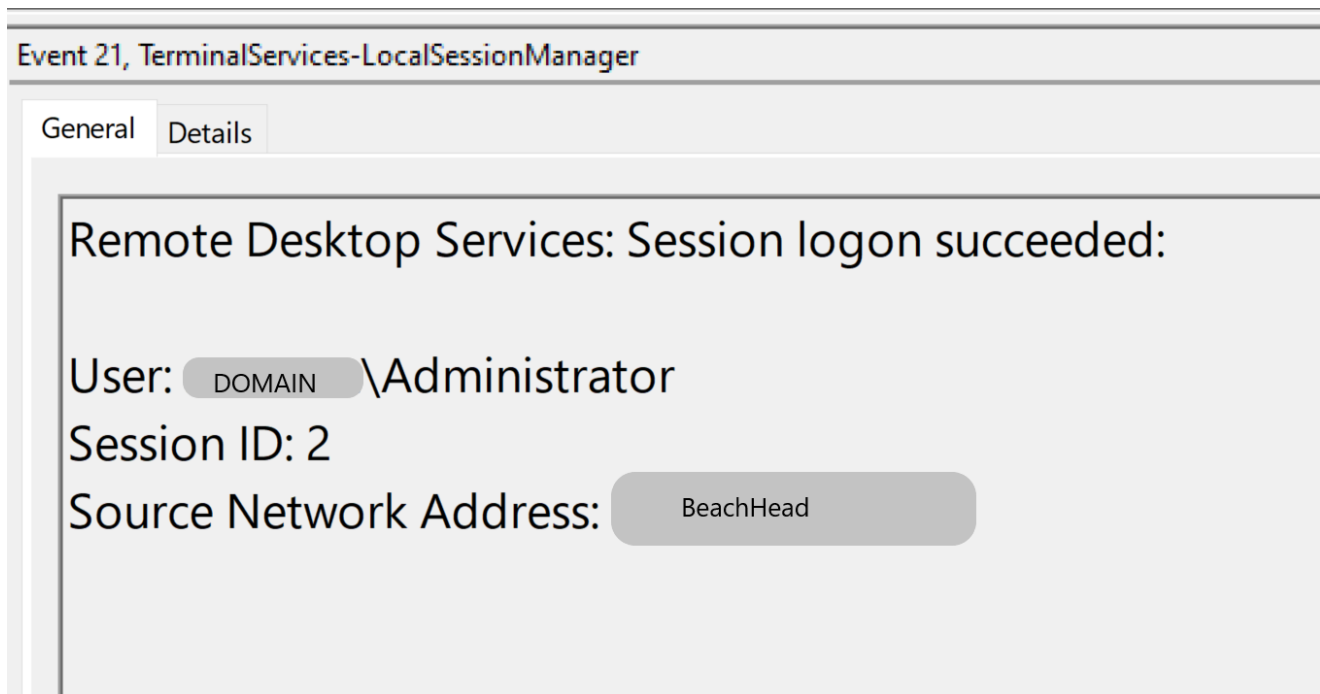 Event 21, TerminalServices-LocalSessionManager
General Details
Remote Desktop Services: Session logon succeeded:
User: DOMAIN \Administrator
Session ID: 2
Source Network Address: BeachHead